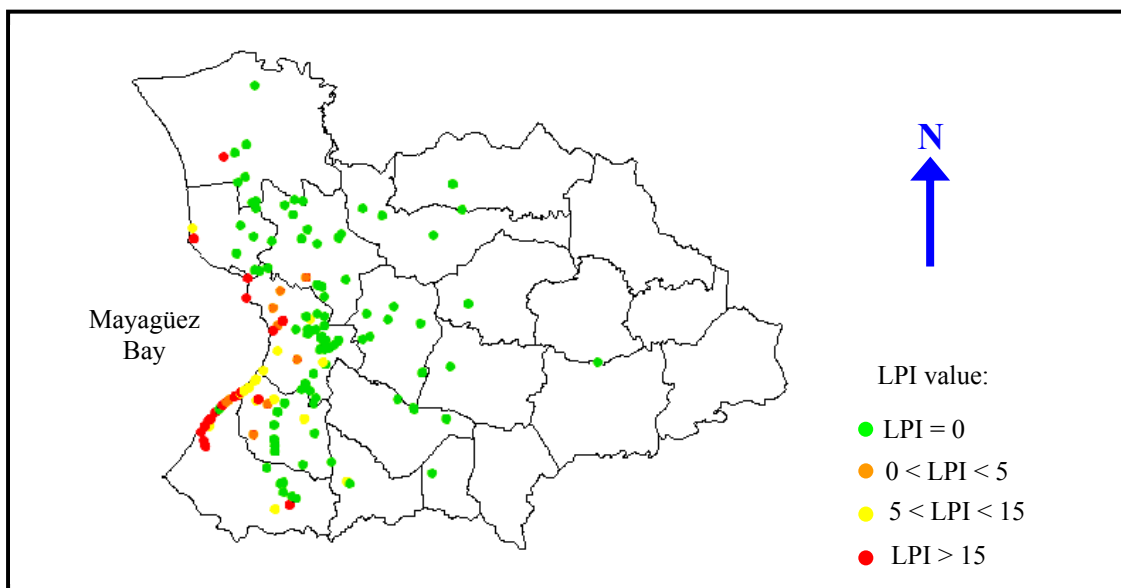 N
Mayagüez
Bay
LPI value:
LPI = 0
0 < LPI < 5
5 < LPI < 15
LPI > 15